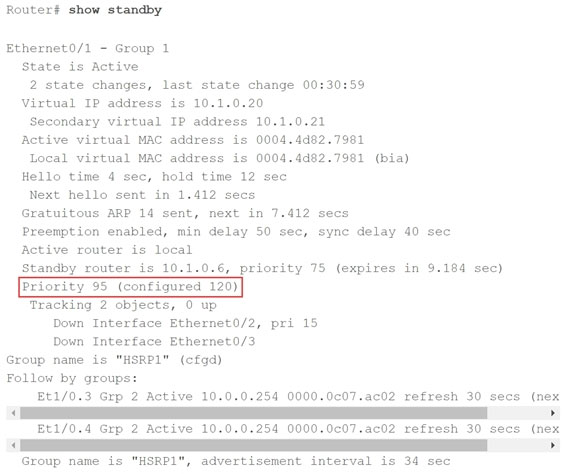 Router# show standby
Ethernet0/1 - Group 1
State is Active
2 state changes, last state change 00:30:59
Virtual IP address is 10.1.0.20
Secondary virtual IP address 10.1.0.21
Active virtual MAC address is 0004.4d82.7981
Local virtual MAC address is 0004.4d82.7981 (bia)
Hello time 4 sec, hold time 12 sec
Next hello sent in 1.412 secs
Gratuitous ARP 14 sent, next in 7.412 secs
Preemption enabled, min delay 50 sec, sync delay 40 sec
Active router is local
Standby router is 10.1.0.6, priority 75 (expires in 9.184 sec)
Priority 95 (configured 120)
Tracking 2 objects, 0 up
Down Interface Ethernet0/2, pri 15
Down Interface Ethernet0/3
Group name is "HSRP1" (cfgd)
Follow by groups:
Et1/0.3 Grp 2 Active 10.0.0.254 0000.0c07.ac02 refresh 30 secs (nex
Et1/0.4 Grp 2 Active 10.0.0.254 0000.0c07.ac02 refresh 30 secs (nex
Group name is "HSRP1", advertisement interval is 34 sec